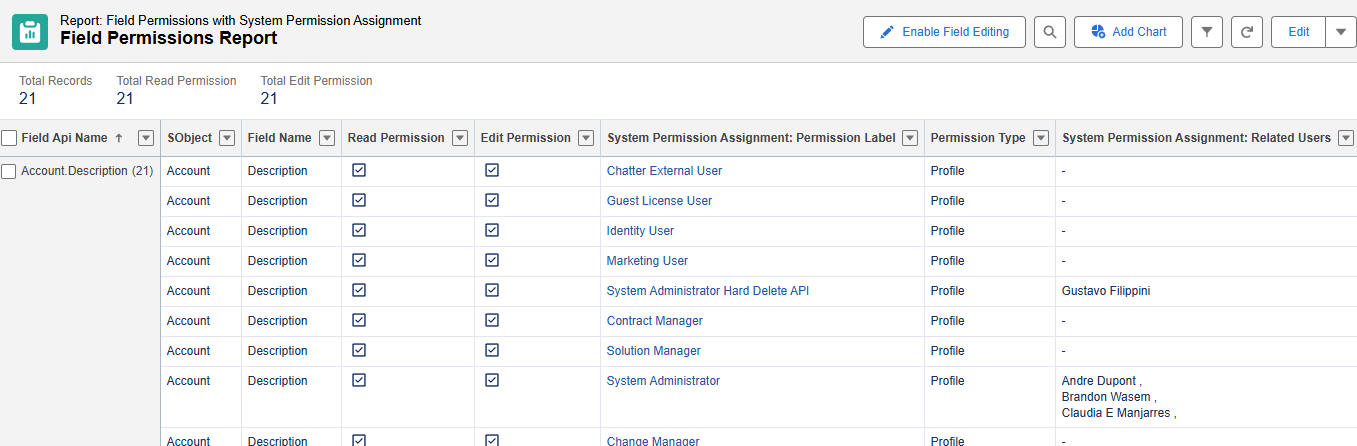 Report: Field Permissions with System Permission Assignment
Field Permissions Report
Enable Field Editing
Add Chart
Edit
Total Records Total Read Permission Total Edit Permission
21 21 21
Field Api Name SObject Field Name Read Permission Edit Permission System Permission Assignment: Permission Label Permission Type System Permission Assignment: Related Users
Account.Description (21) Account Description Chatter External User Profile -
Account Description Guest License User Profile -
Account Description Identity User Profile -
Account Description Marketing User Profile -
Account Description System Administrator Hard Delete API Profile Gustavo Filippini
Account Description Contract Manager Profile -
Account Description Solution Manager Profile -
Account Description System Administrator Profile Andre Dupont ,
Brandon Wasem ,
Claudia E Manjarres ,
Account Description Change Manager Profile -